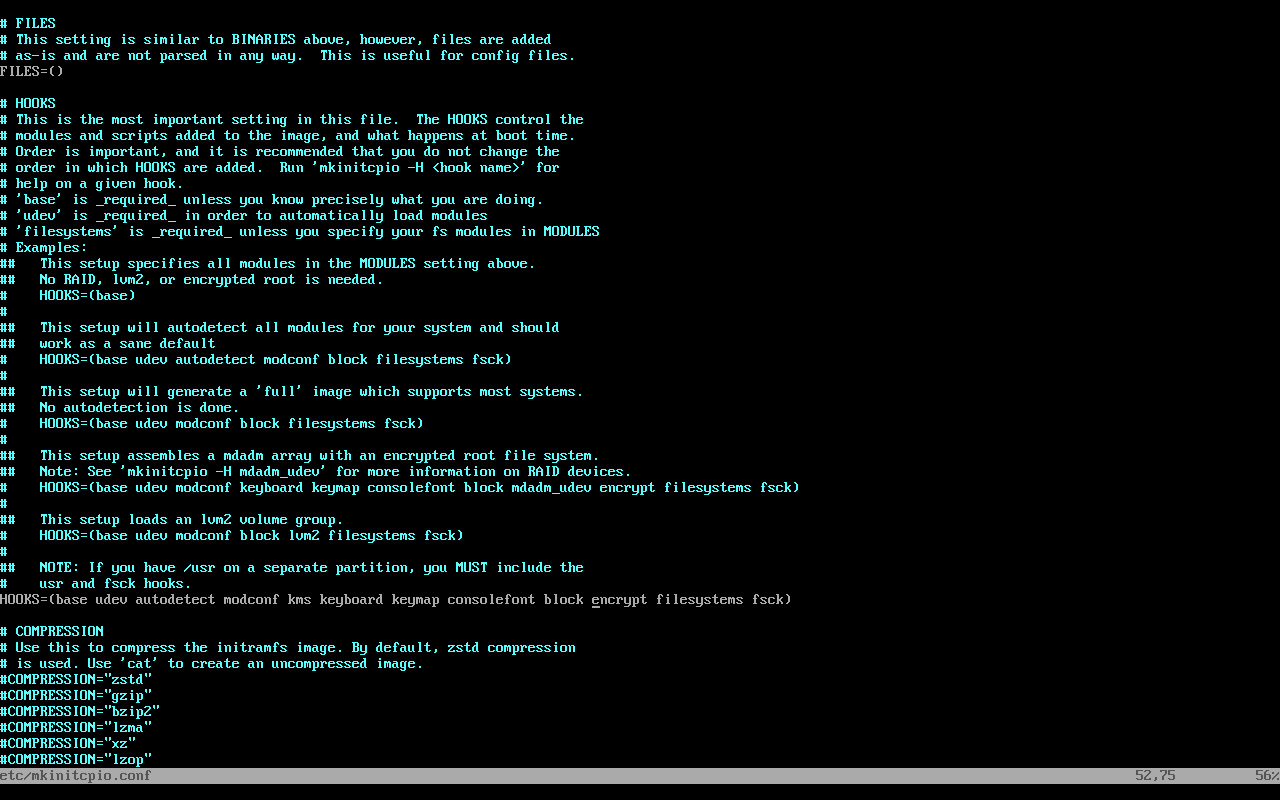 # FILES
# This setting is similar to BINARIES above, however, files are added
# as-is and are not parsed in any way.  This is useful for config files.
FILES=()

# HOOKS
# This is the most important setting in this file.  The HOOKS control the
# modules and scripts added to the image, and what happens at boot time.
# Order is important, and it is recommended that you do not change the
# order in which HOOKS are added.  Run 'mkinitcpio -H <hook name>' for
# help on a given hook.
# 'base' is _required_ unless you know precisely what you are doing.
# 'udev' is _required_ in order to automatically load modules
# 'filesystems' is _required_ unless you specify your fs modules in MODULES
# Examples:
##   This setup specifies all modules in the MODULES setting above.
##   No RAID, lvm2, or encrypted root is needed.
#    HOOKS=(base)
#
##   This setup will autodetect all modules for your system and should
##   work as a sane default
#    HOOKS=(base udev autodetect modconf block filesystems fsck)
#
##   This setup will generate a 'full' image which supports most systems.
##   No autodetection is done.
#    HOOKS=(base udev modconf block filesystems fsck)
#
##   This setup assembles a mdadm array with an encrypted root file system.
##   Note: See 'mkinitcpio -H mdadm_udev' for more information on RAID devices.
#    HOOKS=(base udev modconf keyboard keymap consolefont block mdadm_udev encrypt filesystems fsck)
#
##   This setup loads an lvm2 volume group.
#    HOOKS=(base udev modconf block lvm2 filesystems fsck)
#
##   NOTE: If you have /usr on a separate partition, you MUST include the
#    usr and fsck hooks.
HOOKS=(base udev autodetect modconf kms keyboard keymap consolefont block encrypt filesystems fsck)

# COMPRESSION
# Use this to compress the initramfs image. By default, zstd compression
# is used. Use 'cat' to create an uncompressed image.
#COMPRESSION="zstd"
#COMPRESSION="gzip"
#COMPRESSION="bzip2"
#COMPRESSION="lzma"
#COMPRESSION="xz"
#COMPRESSION="lzop"
etc/mkinitcpio.conf 52,75 56%